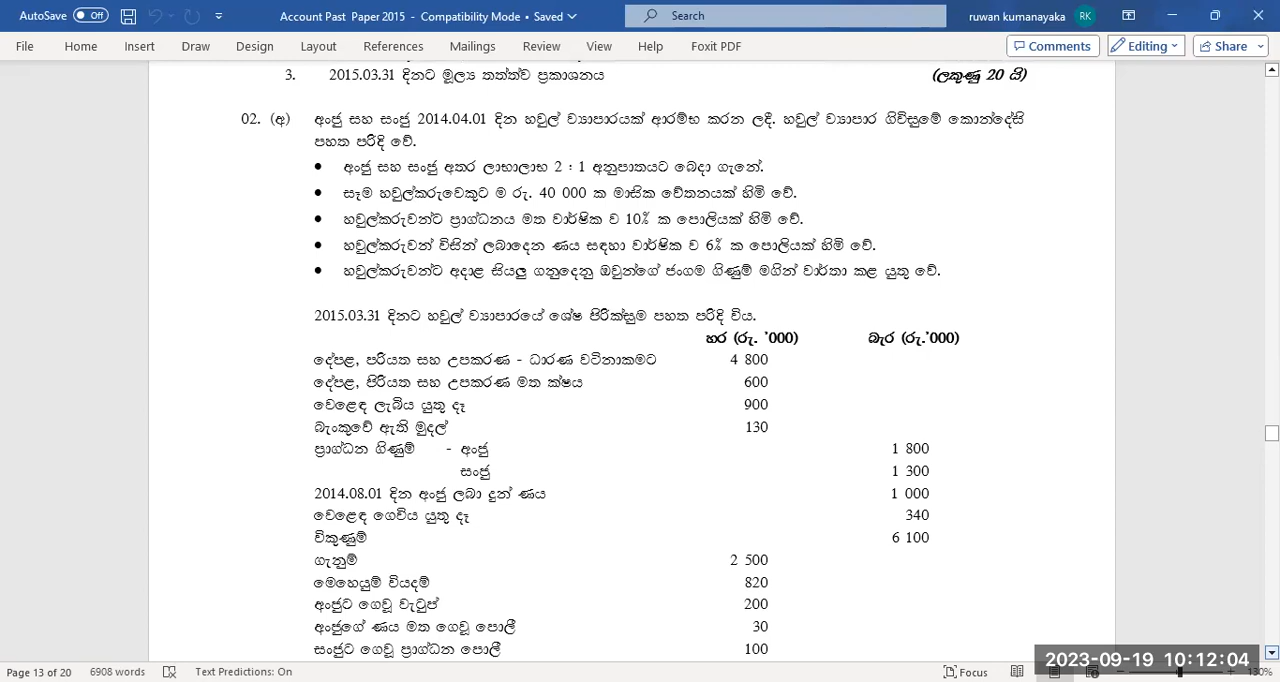 AutoSave Off Account Past Paper 2015 - Compatibility Mode • Saved Search ruwan kumanayaka RK
File Home Insert Draw Design Layout References Mailings Review View Help Foxit PDF Comments Editing Share
3. 2015.03.31 දිනට මූල්‍ය තත්ත්ව ප්‍රකාශනය (ලකුණු 20 යි)
02. (අ) අංජු සහ සංජු 2014.04.01 දින හවුල් ව්‍යාපාරයක් ආරම්භ කරන ලදී. හවුල් ව්‍යාපාර ගිවිසුමේ කොන්දේසි
පහත පරිදි වේ.
• අංජු සහ සංජු අතර ලාභාලාභ 2 : 1 අනුපාතයට බෙදා ගැනේ.
• සෑම හවුල්කරුවෙකුට ම රු. 40 000 ක මාසික වේතනයක් හිමි වේ.
• හවුල්කරුවන්ට ප්‍රාග්ධනය මත වාර්ෂික ව 10% ක පොලියක් හිමි වේ.
• හවුල්කරුවන් විසින් ලබාදෙන ණය සඳහා වාර්ෂික ව 6% ක පොලියක් හිමි වේ.
• හවුල්කරුවන්ට අදාළ සියලු ගනුදෙනු ඔවුන්ගේ ජංගම ගිණුම් මගින් වාර්තා කළ යුතු වේ.
2015.03.31 දිනට හවුල් ව්‍යාපාරයේ ශේෂ පිරික්සුම පහත පරිදි විය.
හර (රු. '000) බැර (රු.'000)
දේපළ, පරියත සහ උපකරණ - ධාරණ වටිනාකමට 4 800
දේපළ, පිරියත සහ උපකරණ මත ක්ෂය 600
වෙළෙඳ ලැබිය යුතු දෑ 900
බැංකුවේ ඇති මුදල් 130
ප්‍රාග්ධන ගිණුම් - අංජු 1 800
සංජු 1 300
2014.08.01 දින අංජු ලබා දුන් ණය 1 000
වෙළෙඳ ගෙවිය යුතු දෑ 340
විකුණුම් 6 100
ගැනුම් 2 500
මෙහෙයුම් වියදම් 820
අංජුට ගෙවූ වැටුප් 200
අංජුගේ ණය මත ගෙවූ පොලී 30
සංජුට ගෙවූ ප්‍රාග්ධන පොලී 100
Page 13 of 20 6908 words Text Predictions: On Focus 130%
2023-09-19 10:12:04